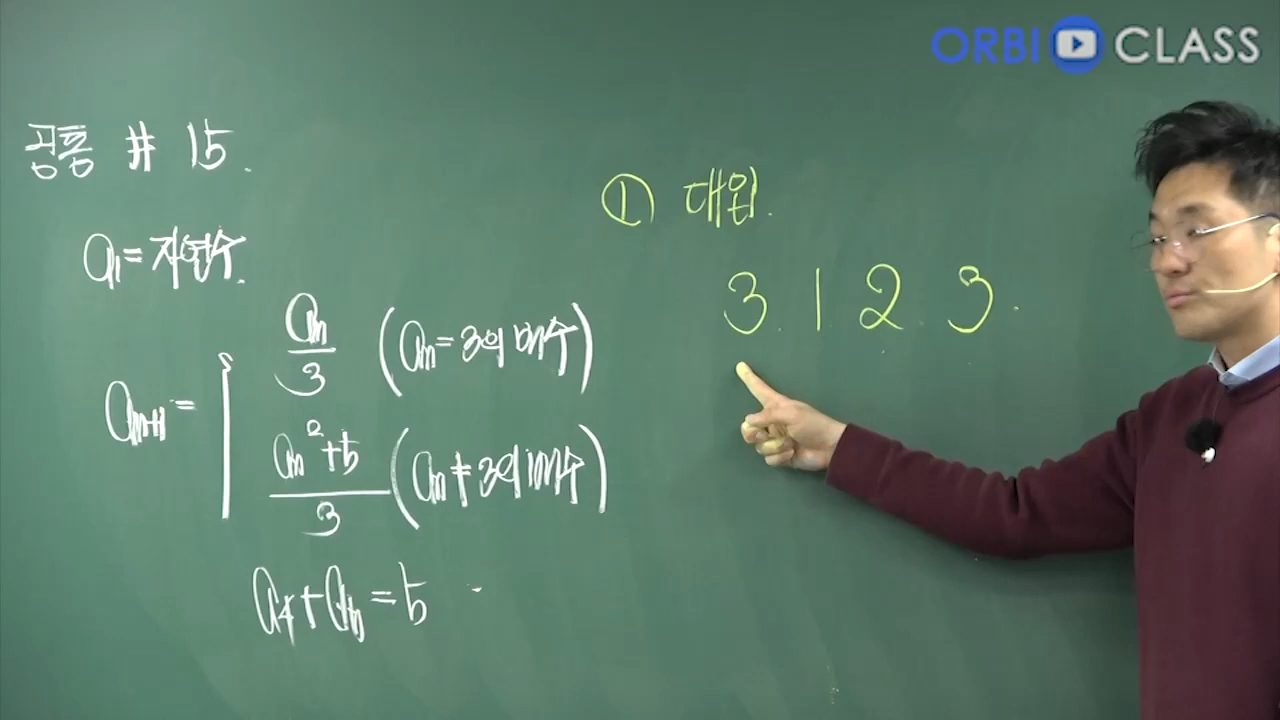 ORBI CLASS
공통 # 15.
a₁ = 자연수.
aₙ₊₁ =
aₙ/3 (aₙ = 3의 배수)
aₙ²+5/3 (aₙ ≠ 3의 배수)
a₄ + a₅ = 5
① 대입.
3 1 2 3.